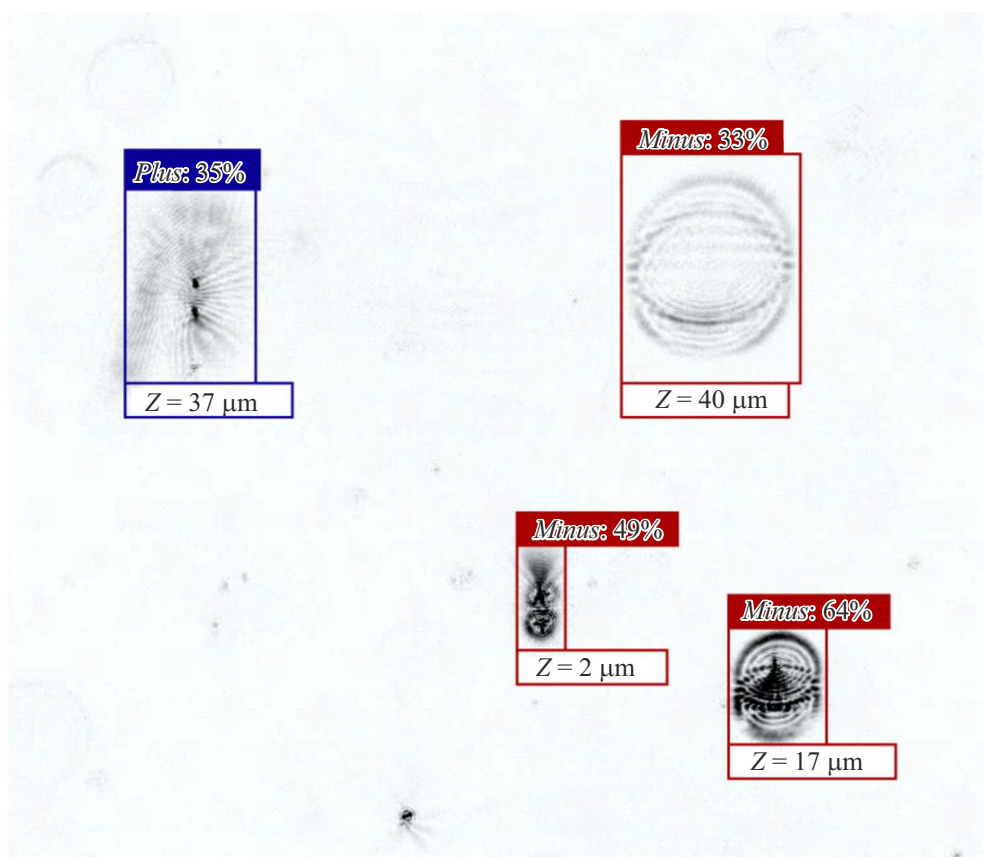 Minus: 33%
Plus: 35%
Z = 37 μm
Z = 40 μm
Minus: 49%
Minus: 64%
Z = 2 μm
Z = 17 μm